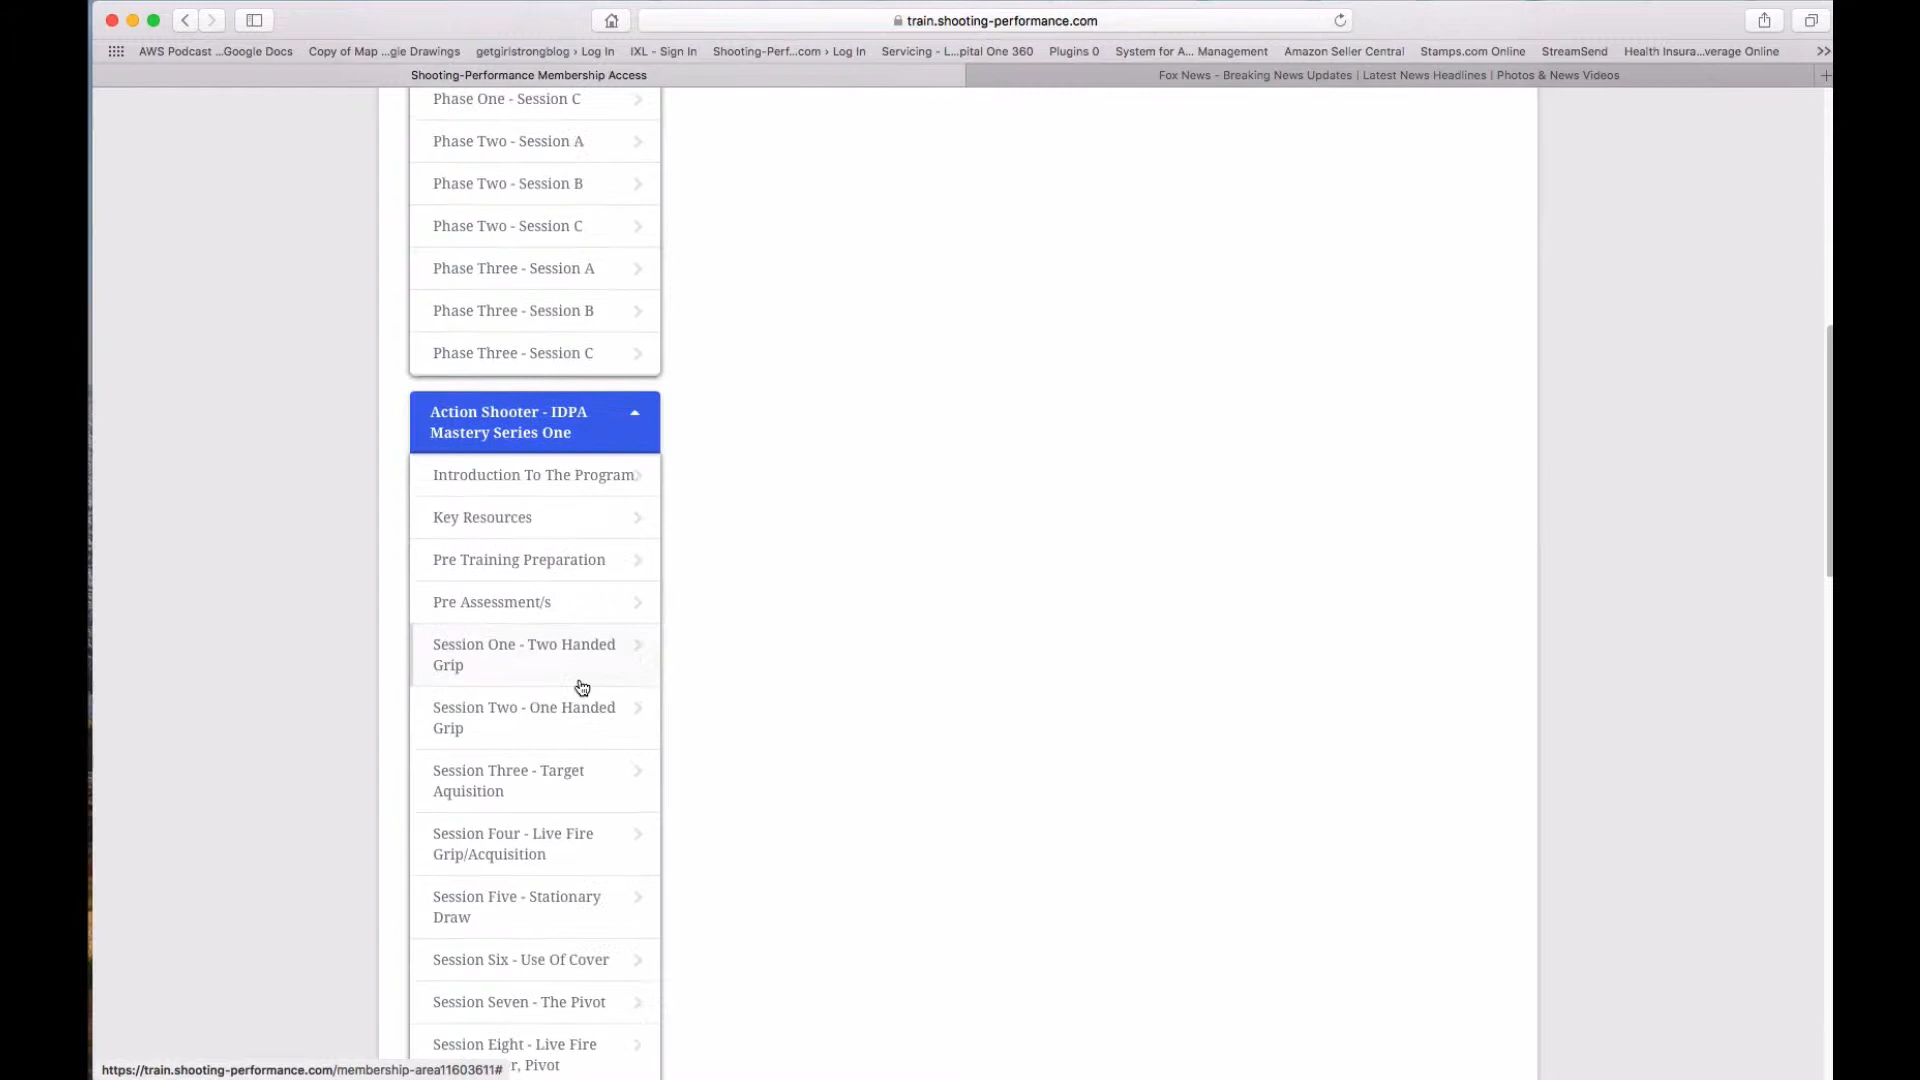 train.shooting-performance.com
AWS Podcast ...Google Docs
Copy of Map ...gie Drawings
getgirlstrongblog › Log In
IXL - Sign In
Shooting-Perf...com › Log In
Servicing - L...pital One 360
Plugins 0
System for A... Management
Amazon Seller Central
Stamps.com Online
StreamSend
Health Insura...verage Online
Shooting-Performance Membership Access
Fox News - Breaking News Updates | Latest News Headlines | Photos & News Videos
Phase One - Session C
Phase Two - Session A
Phase Two - Session B
Phase Two - Session C
Phase Three - Session A
Phase Three - Session B
Phase Three - Session C
Action Shooter - IDPA
Mastery Series One
Introduction To The Program
Key Resources
Pre Training Preparation
Pre Assessment/s
Session One - Two Handed
Grip
Session Two - One Handed
Grip
Session Three - Target
Aquisition
Session Four - Live Fire
Grip/Acquisition
Session Five - Stationary
Draw
Session Six - Use Of Cover
Session Seven - The Pivot
Session Eight - Live Fire
r, Pivot
https://train.shooting-performance.com/membership-area11603611#